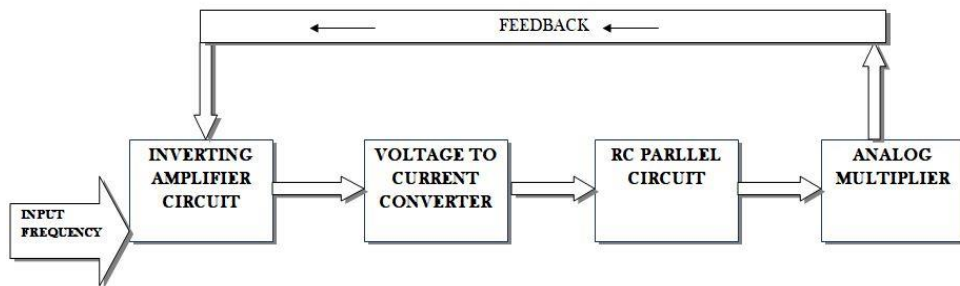 FEEDBACK
INVERTING
AMPLIFIER
CIRCUIT
VOLTAGE TO
CURRENT
CONVERTER
RC PARLLEL
CIRCUIT
ANALOG
MULTIPLIER
INPUT
FREQUENCY